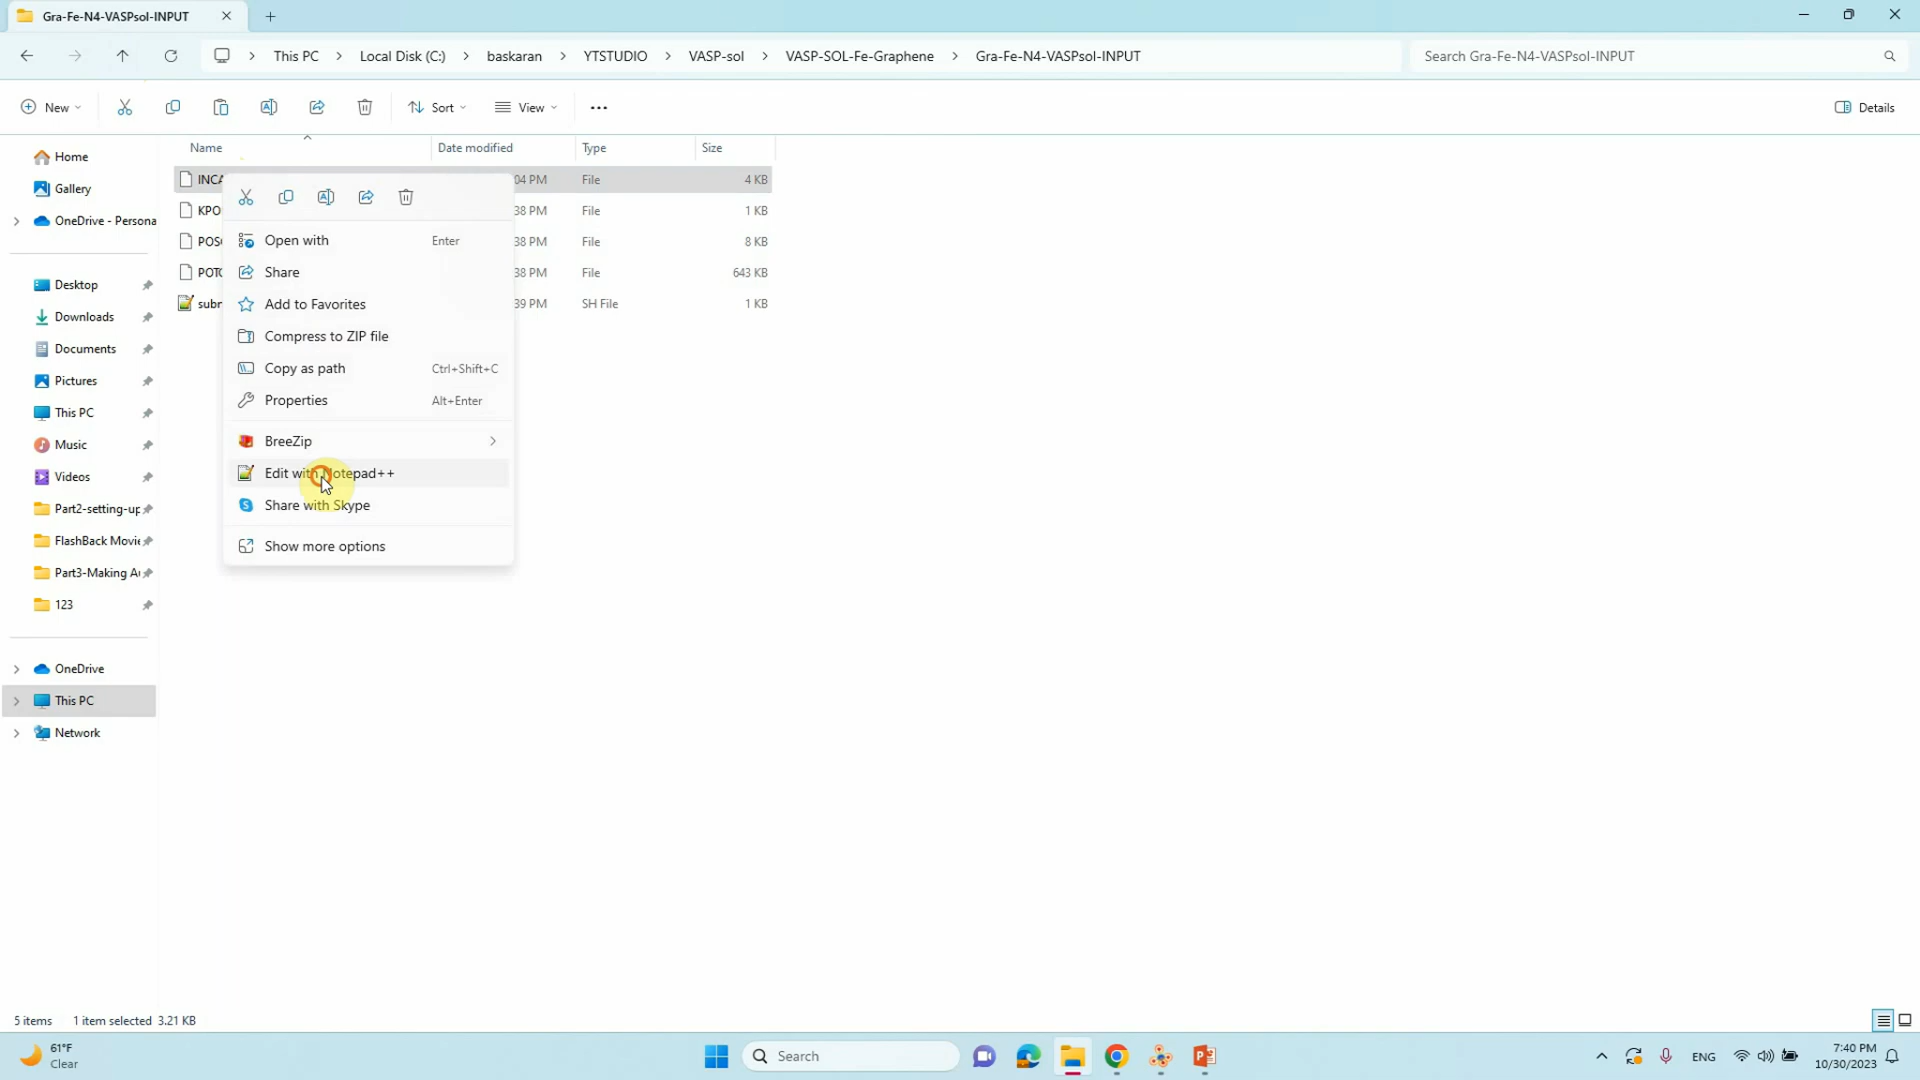 Gra-Fe-N4-VASPsol-INPUT
This PC > Local Disk (C:) > baskaran > YTSTUDIO > VASP-sol > VASP-SOL-Fe-Graphene > Gra-Fe-N4-VASPsol-INPUT
Search Gra-Fe-N4-VASPsol-INPUT
New
Sort
View
Details
Name Date modified Type Size
INCA 04 PM File 4 KB
KPO 38 PM File 1 KB
POS 38 PM File 8 KB
POT 38 PM File 643 KB
subr 39 PM SH File 1 KB
Open with Enter
Share
Add to Favorites
Compress to ZIP file
Copy as path Ctrl+Shift+C
Properties Alt+Enter
BreeZip
Edit with Notepad++
Share with Skype
Show more options
Home
Gallery
OneDrive - Persona
Desktop
Downloads
Documents
Pictures
This PC
Music
Videos
Part2-setting-up
FlashBack Movie
Part3-Making A
123
OneDrive
This PC
Network
5 items 1 item selected 3.21 KB
61°F
Clear
Search
ENG
7:40 PM
10/30/2023